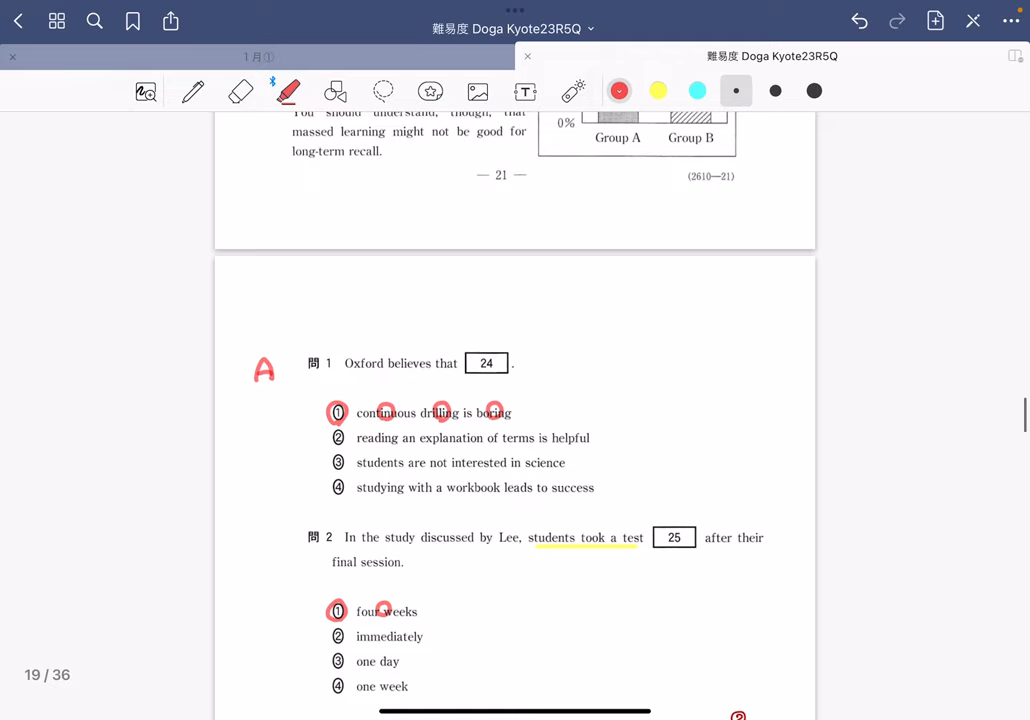 難易度 Doga Kyote23R5Q
1月①
難易度 Doga Kyote23R5Q
You should understand, though, that
massed learning might not be good for
long-term recall.
0%
Group A Group B
— 21 —
(2610—21)
A
問 1 Oxford believes that 24 .
① continuous drilling is boring
② reading an explanation of terms is helpful
③ students are not interested in science
④ studying with a workbook leads to success
問 2 In the study discussed by Lee, students took a test 25 after their
final session.
① four weeks
② immediately
③ one day
④ one week
19 / 36